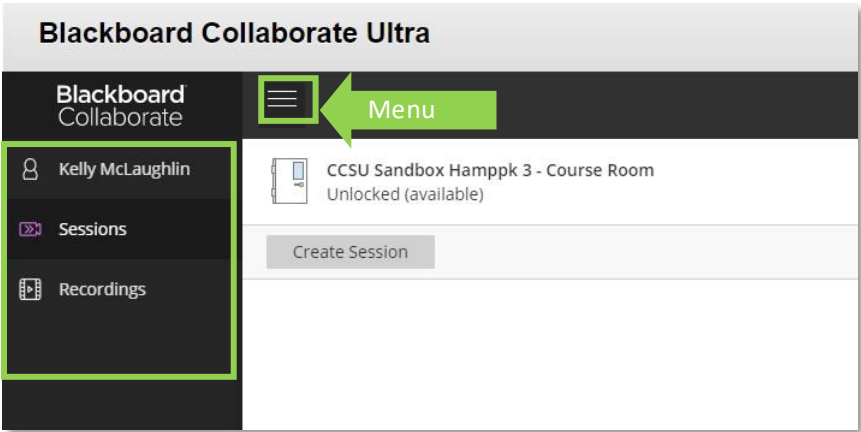 Blackboard Collaborate Ultra
Blackboard
Collaborate
Menu
Kelly McLaughlin
Sessions
Recordings
CCSU Sandbox Hamppk 3 - Course Room
Unlocked (available)
Create Session